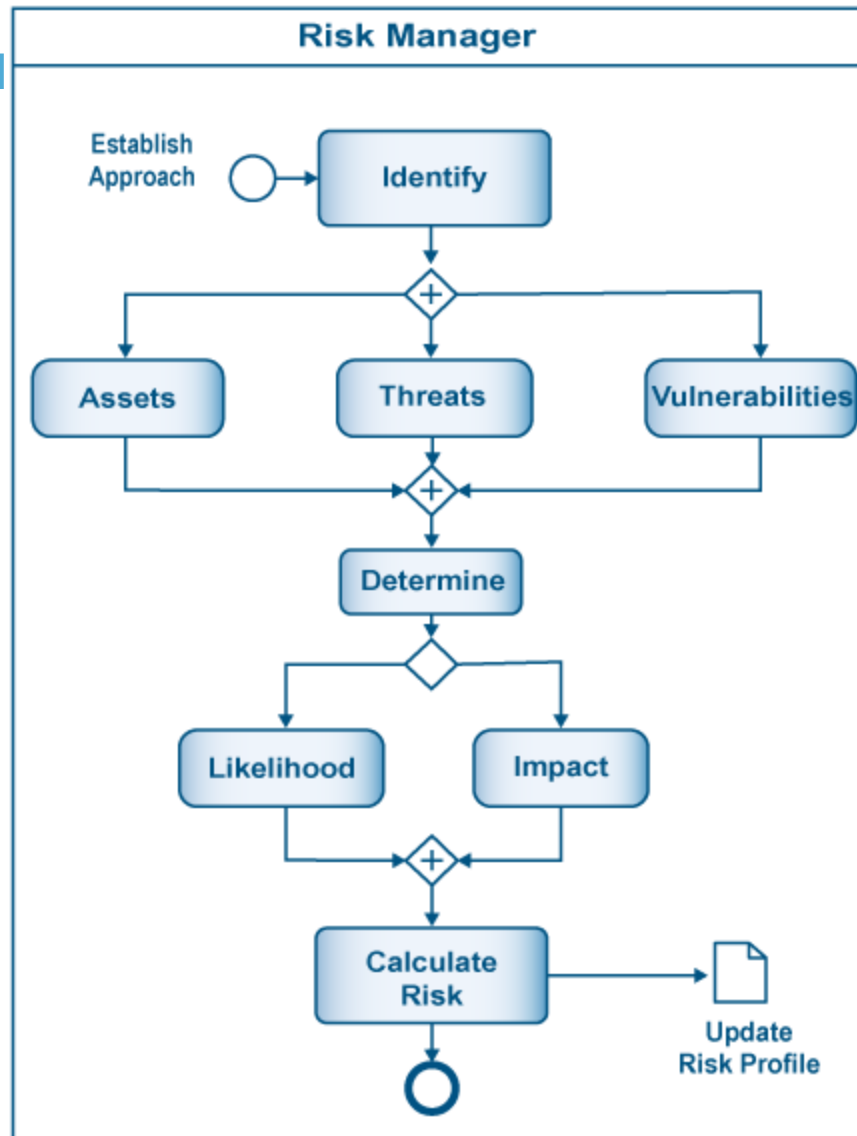 Risk Manager
Establish
Approach
Identify
Assets
Threats
Vulnerabilities
Determine
Likelihood
Impact
Calculate
Risk
Update
Risk Profile